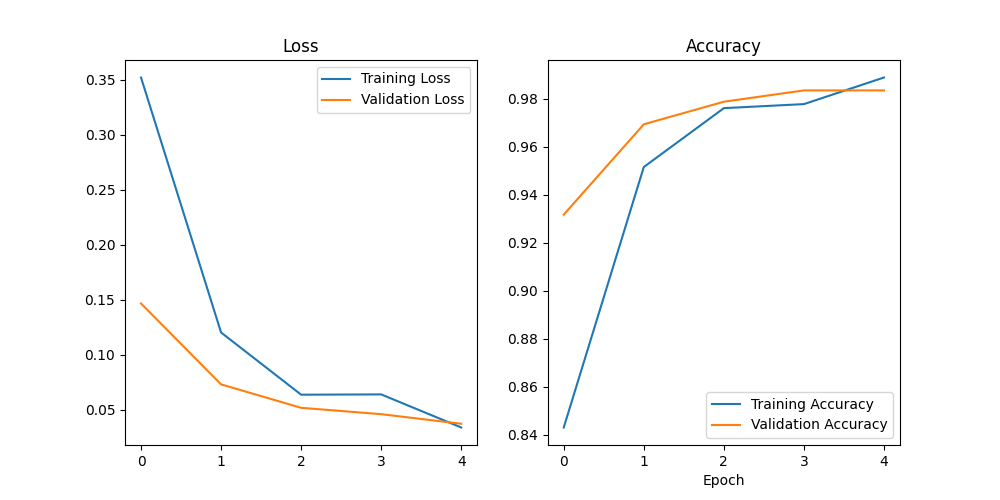 Loss
0.35
0.30
0.25
0.20
0.15
0.10
0.05
0 1 2 3 4
Training Loss
Validation Loss
Accuracy
0.98
0.96
0.94
0.92
0.90
0.88
0.86
0.84
0 1 2 3 4
Epoch
Training Accuracy
Validation Accuracy